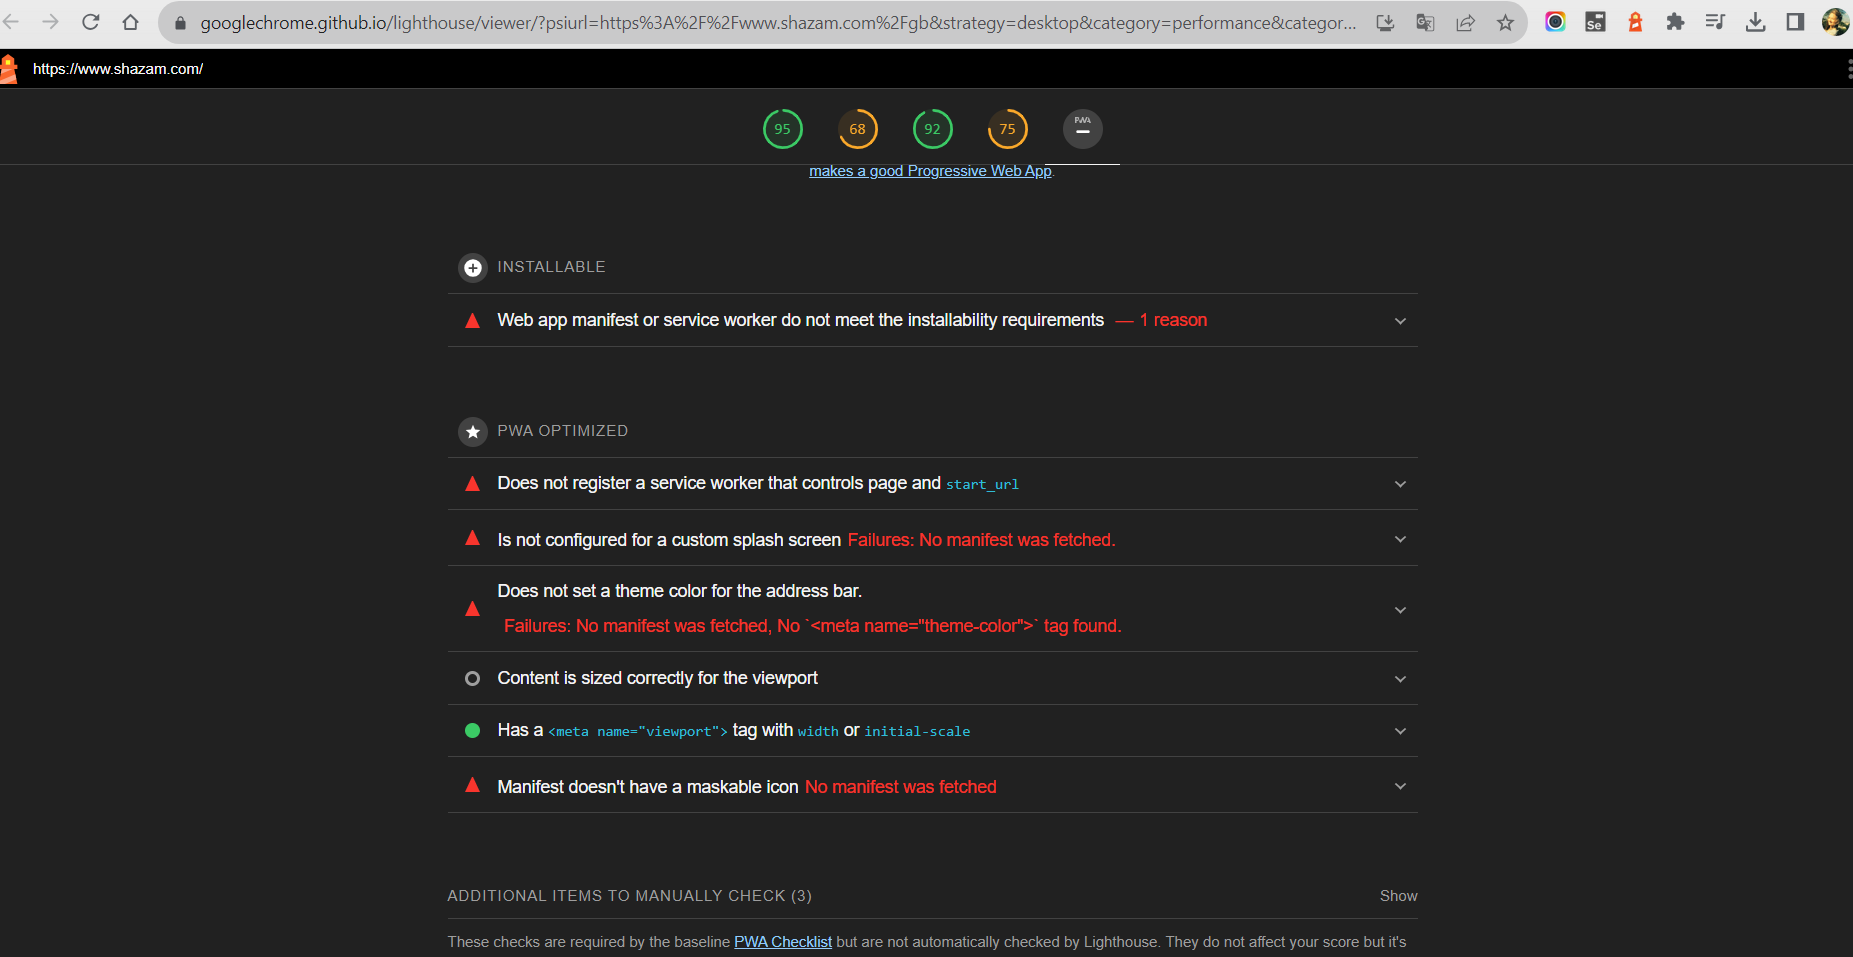 googlechrome.github.io/lighthouse/viewer/?psiurl=https%3A%2F%2Fwww.shazam.com%2Fgb&strategy=desktop&category=performance&categor...
Se
https://www.shazam.com/
95 68 92 75 PWA
makes a good Progressive Web App.
INSTALLABLE
Web app manifest or service worker do not meet the installability requirements — 1 reason
PWA OPTIMIZED
Does not register a service worker that controls page and start_url
Is not configured for a custom splash screen Failures: No manifest was fetched.
Does not set a theme color for the address bar.
Failures: No manifest was fetched, No `<meta name="theme-color">` tag found.
Content is sized correctly for the viewport
Has a <meta name="viewport"> tag with width or initial-scale
Manifest doesn't have a maskable icon No manifest was fetched
ADDITIONAL ITEMS TO MANUALLY CHECK (3) Show
These checks are required by the baseline PWA Checklist but are not automatically checked by Lighthouse. They do not affect your score but it's